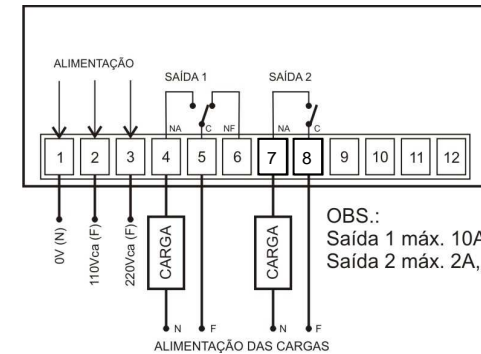 ALIMENTAÇÃO
SAÍDA 1
SAÍDA 2
NA C NF NA C
1 2 3 4 5 6 7 8 9 10 11 12
0V (N)
110Vca (F)
220Vca (F)
CARGA
CARGA
OBS.:
Saída 1 máx. 10A
Saída 2 máx. 2A,
N F N F
ALIMENTAÇÃO DAS CARGAS